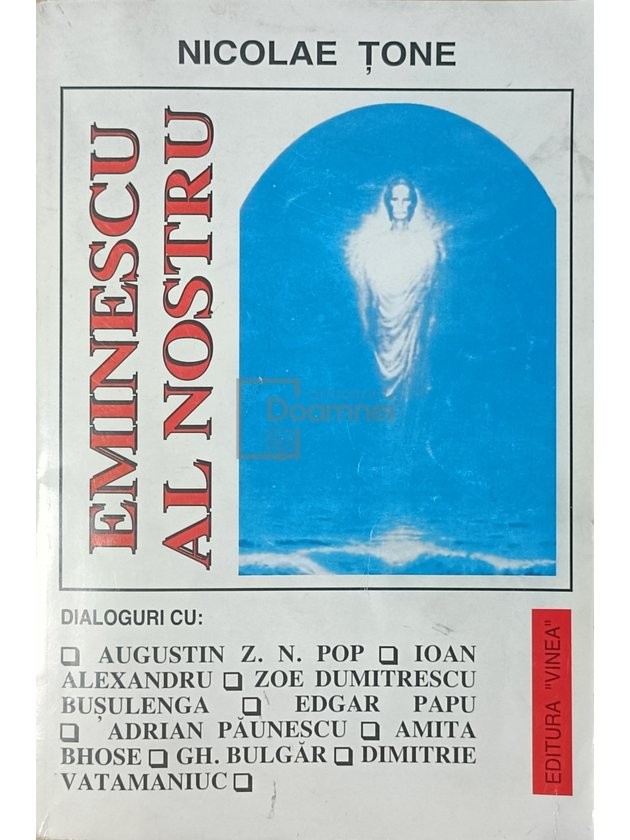 NICOLAE ȚONE
EMINESCU
AL NOSTRU
Doamnei
DIALOGURI CU:
❑ AUGUSTIN Z. N. POP ❑ IOAN
ALEXANDRU ❑ ZOE DUMITRESCU
BUȘULENGA ❑ EDGAR PAPU
❑ ADRIAN PĂUNESCU ❑ AMITA
BHOSE ❑ GH. BULGĂR ❑ DIMITRIE
VATAMANIUC ❑
EDITURA "VINEA"